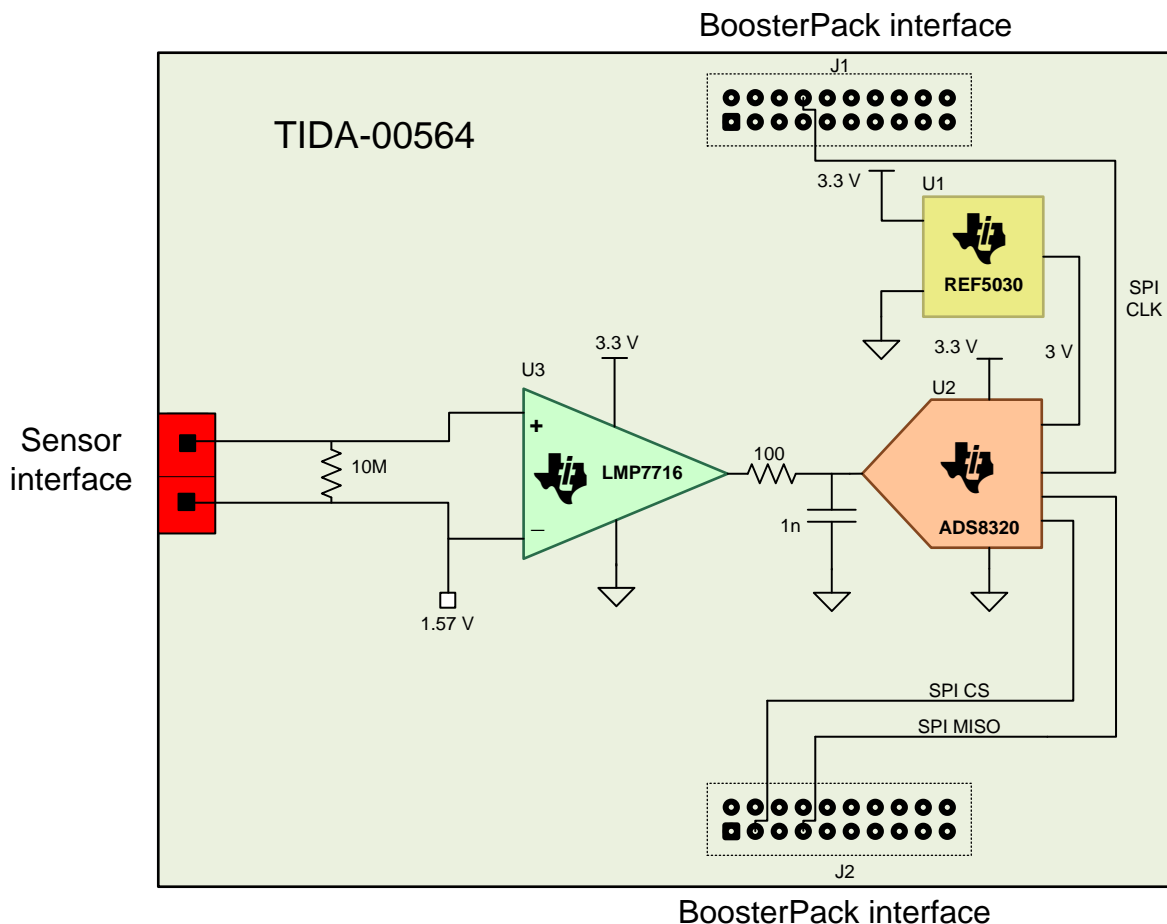 BoosterPack interface
J1
TIDA-00564
3.3 V
U1
REF5030
SPI
CLK
3.3 V
3.3 V
3 V
U3
U2
Sensor
interface
+
10M
LMP7716
100
ADS8320
1n
–
1.57 V
SPI CS
SPI MISO
J2
BoosterPack interface